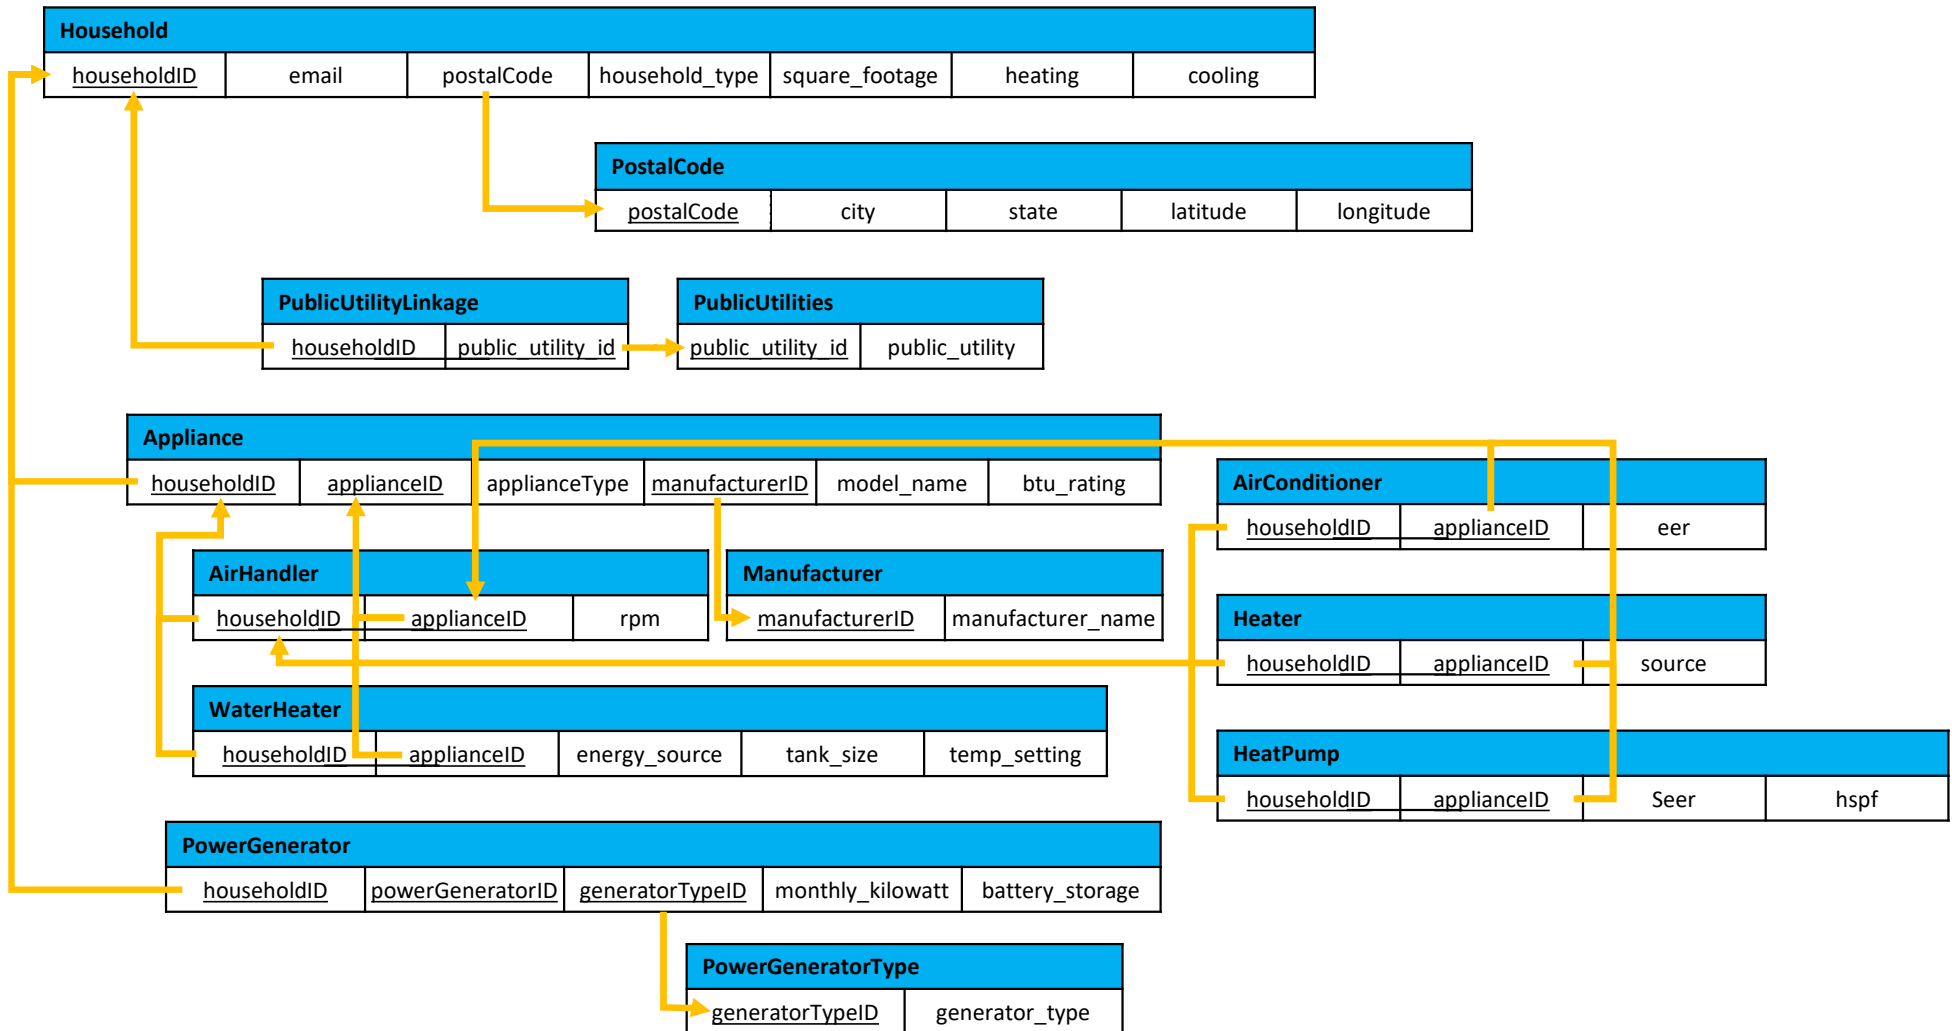 Household
householdID email postalCode household_type square_footage heating cooling
PostalCode
postalCode city state latitude longitude
PublicUtilityLinkage
householdID public_utility_id
PublicUtilities
public_utility_id public_utility
Appliance
householdID applianceID applianceType manufacturerID model_name btu_rating
AirConditioner
householdID applianceID eer
AirHandler
householdID applianceID rpm
Manufacturer
manufacturerID manufacturer_name
Heater
householdID applianceID source
WaterHeater
householdID applianceID energy_source tank_size temp_setting
HeatPump
householdID applianceID Seer hspf
PowerGenerator
householdID powerGeneratorID generatorTypeID monthly_kilowatt battery_storage
PowerGeneratorType
generatorTypeID generator_type